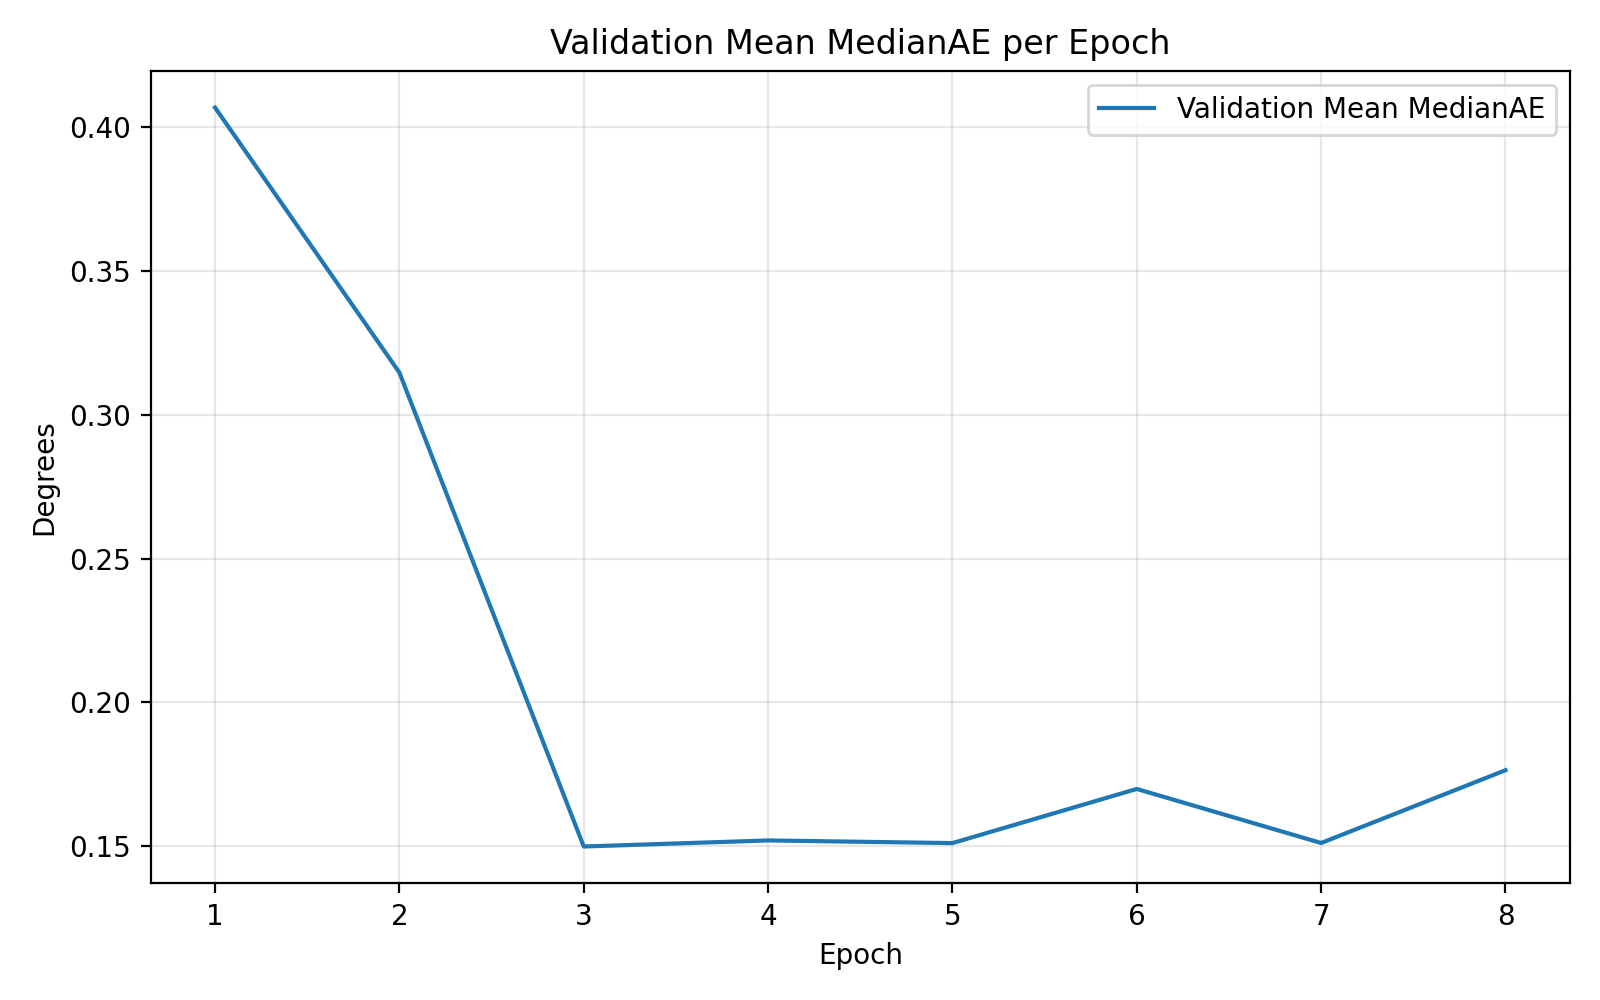 Validation Mean MedianAE per Epoch
Validation Mean MedianAE
0.40
0.35
0.30
0.25
0.20
0.15
Degrees
1 2 3 4 5 6 7 8
Epoch